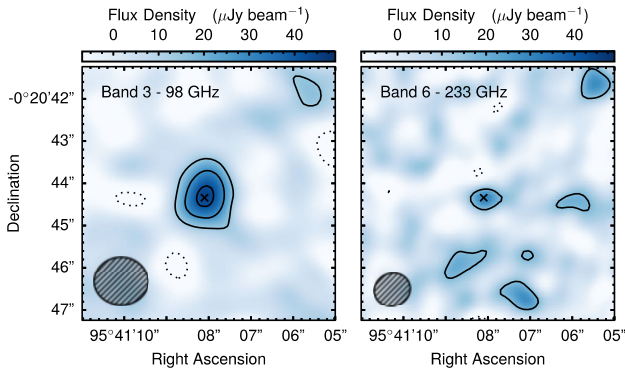 Flux Density (μJy beam⁻¹) Flux Density (μJy beam⁻¹)
0 10 20 30 40 0 10 20 30 40
Band 3 - 98 GHz Band 6 - 233 GHz
-0°20'42"
43"
44"
45"
46"
47"
Declination
95°41'10" 08" 07" 06" 05" 95°41'10" 08" 07" 06" 05"
Right Ascension Right Ascension